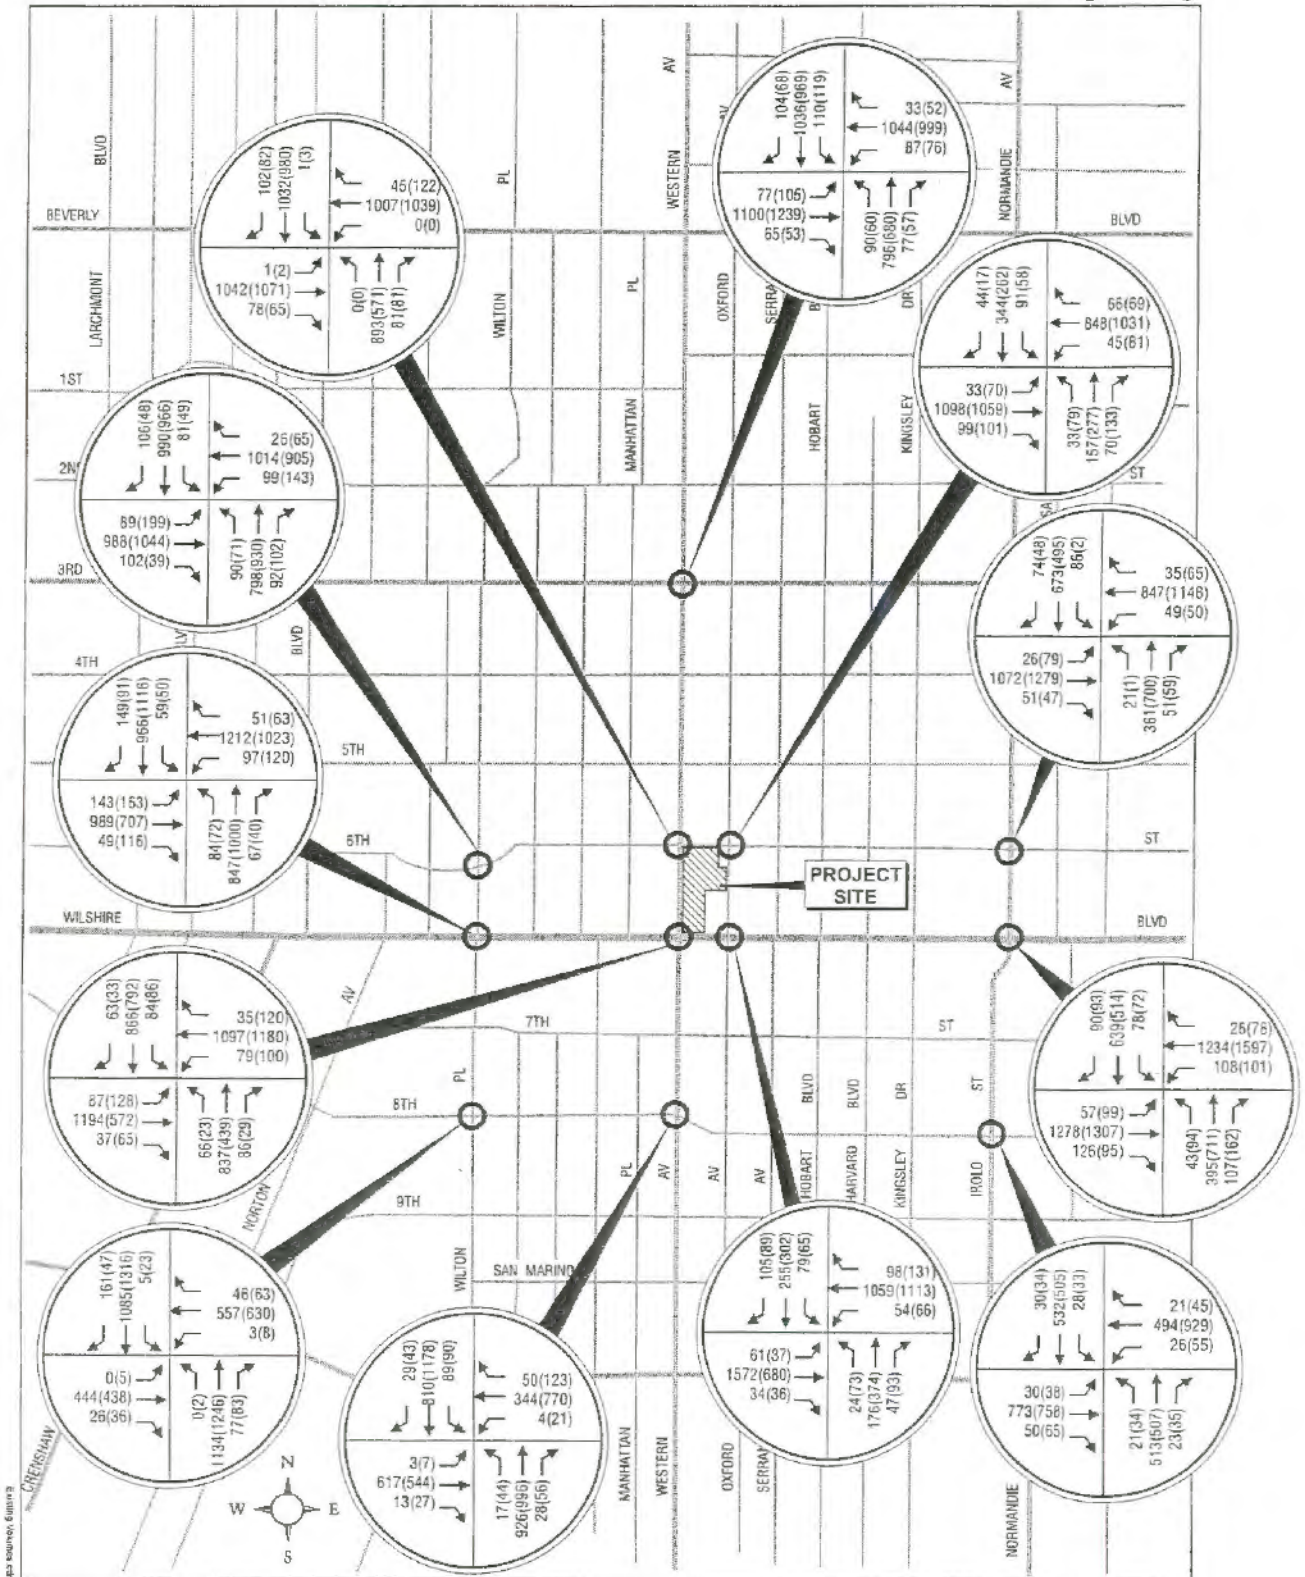 AV
AV
AV
104(68)
1036(969)
110(119)
33(52)
1044(999)
87(76)
77(105)
1100(1239)
65(53)
90(60)
796(680)
77(57)
WESTERN
NORMANDIE
BLVD
PL
102(82)
1032(980)
1(3)
45(122)
1007(1039)
0(0)
1(2)
1042(1071)
78(65)
0(0)
893(571)
81(81)
BEVERLY
BLVD
LARCHMONT
WILTON
PL
OXFORD
SERRA
DR
44(17)
344(262)
91(58)
66(69)
848(1031)
45(81)
33(70)
1098(1059)
99(101)
33(79)
157(277)
70(133)
1ST
MANHATTAN
HOBART
KINGSLEY
106(48)
990(966)
81(49)
26(65)
1014(905)
99(143)
89(199)
988(1044)
102(39)
90(71)
798(930)
92(102)
2N
ST
3RD
74(48)
673(495)
86(2)
35(65)
847(1146)
49(50)
26(79)
1072(1279)
51(47)
21(1)
361(700)
51(59)
BLVD
4TH
149(91)
966(1116)
59(50)
51(63)
1212(1023)
97(120)
143(153)
989(707)
49(116)
84(72)
847(1000)
67(40)
5TH
6TH
ST
PROJECT
SITE
WILSHIRE
BLVD
63(33)
866(792)
84(86)
35(120)
1097(1180)
79(100)
87(128)
1194(572)
37(65)
66(23)
837(439)
86(29)
AV
NORTON
7TH
ST
90(93)
639(514)
78(72)
1234(1597)
108(101)
57(99)
1278(1307)
126(95)
43(94)
395(711)
107(162)
PL
8TH
BLVD
BLVD
DR
ST
PL
AV
AV
AV
HOBART
HARVARD
KINGSLEY
IROLO
9TH
161(47)
1085(1316)
5(23)
46(63)
557(630)
3(8)
0(5)
444(438)
26(36)
0(2)
1134(1246)
77(83)
WILTON
SAN MARINO
105(89)
255(302)
79(65)
98(131)
1059(1113)
54(66)
61(37)
1572(680)
34(36)
24(73)
176(374)
47(93)
30(34)
532(505)
28(33)
21(45)
494(929)
26(55)
30(38)
773(758)
50(65)
21(34)
513(507)
23(35)
29(43)
810(1178)
89(90)
50(123)
344(770)
4(21)
3(7)
617(544)
13(27)
17(44)
926(996)
28(56)
CRENSHAW
N
W E
S
MANHATTAN
WESTERN
OXFORD
SERRAN
NORMANDIE
Existing Volumes